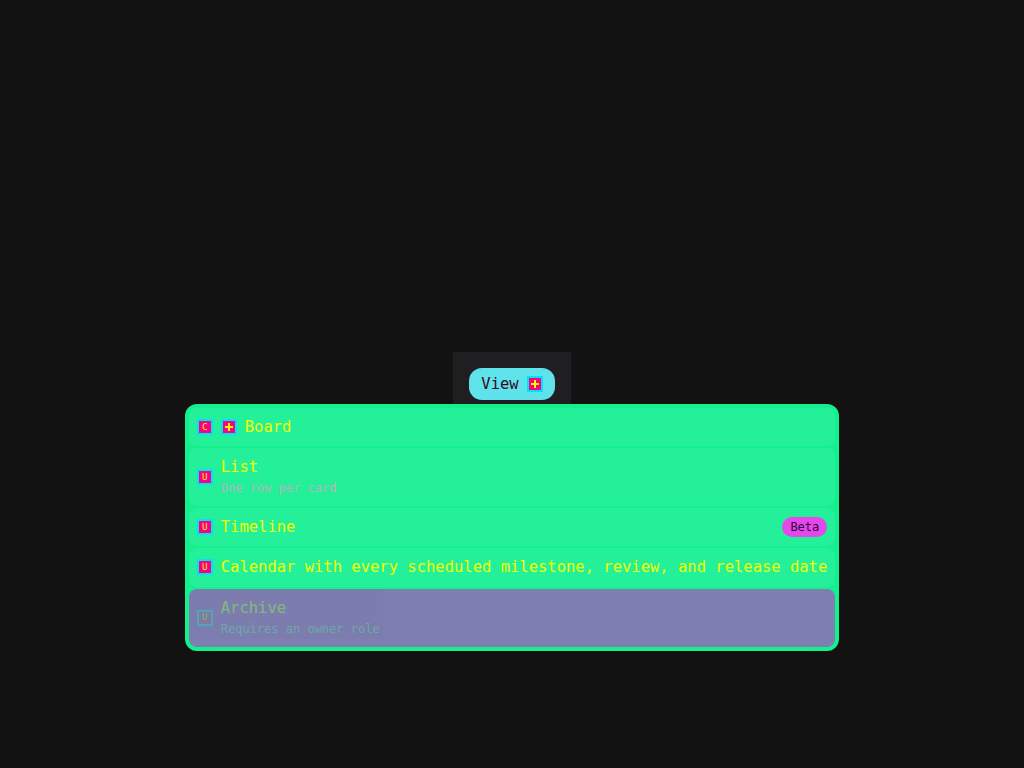 View
C Board
U List
One row per card
U Timeline Beta
U Calendar with every scheduled milestone, review, and release date
U Archive
Requires an owner role